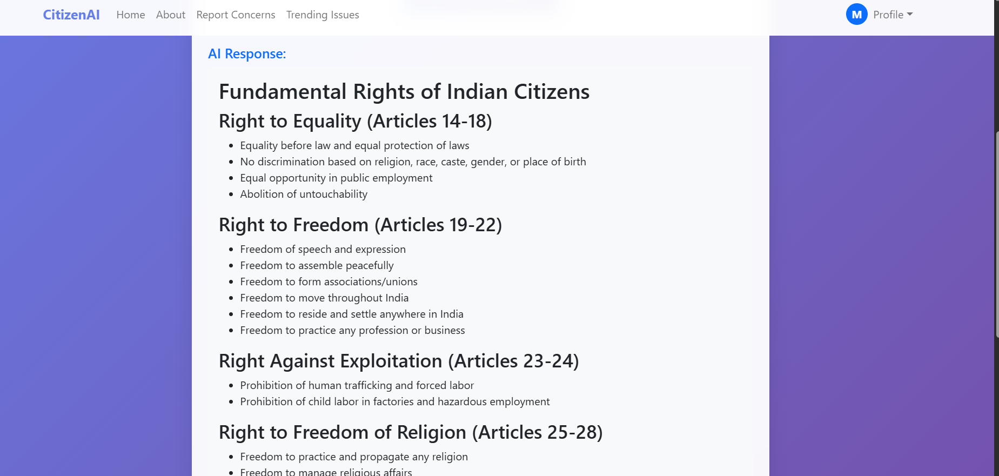 CitizenAI Home About Report Concerns Trending Issues M Profile
AI Response:
Fundamental Rights of Indian Citizens
Right to Equality (Articles 14-18)
• Equality before law and equal protection of laws
• No discrimination based on religion, race, caste, gender, or place of birth
• Equal opportunity in public employment
• Abolition of untouchability
Right to Freedom (Articles 19-22)
• Freedom of speech and expression
• Freedom to assemble peacefully
• Freedom to form associations/unions
• Freedom to move throughout India
• Freedom to reside and settle anywhere in India
• Freedom to practice any profession or business
Right Against Exploitation (Articles 23-24)
• Prohibition of human trafficking and forced labor
• Prohibition of child labor in factories and hazardous employment
Right to Freedom of Religion (Articles 25-28)
• Freedom to practice and propagate any religion
• Freedom to manage religious affairs